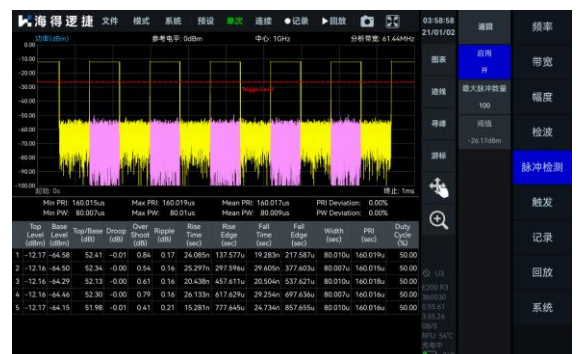 海得逻捷 文件 模式 系统 预设 单次 连续 ●记录 ▶回放
03:58:58
21/01/02
功率(dBm) 参考电平: 0dBm 中心: 1GHz 分析带宽: 61.44MHz
0.00
-10.00
-20.00
-30.00
-40.00
-50.00
-60.00
-70.00
-80.00
-90.00
-100.00
Trigger Level
起始: 0s 终止: 1ms
Min PRI: 160.015us Max PRI: 160.019us Mean PRI: 160.017us PRI Deviation: 0.00%
Min PW: 80.007us Max PW: 80.01us Mean PW: 80.009us PW Deviation: 0.00%
Top Level (dBm) Base Level (dBm) Top/Base (dB) Droop (dB) Over Shoot (dB) Ripple (dB) Rise Time (sec) Rise Edge (sec) Fall Time (sec) Fall Edge (sec) Width (sec) PRI (sec) Duty Cycle (%)
1 -12.17 -64.58 52.41 -0.01 0.84 0.17 24.085n 137.577u 19.283n 217.587u 80.010u 160.019u 50.00
2 -12.16 -64.50 52.34 -0.00 0.54 0.16 25.297n 297.596u 29.605n 377.603u 80.007u 160.016u 50.00
3 -12.16 -64.29 52.13 -0.01 0.61 0.16 20.438n 457.611u 20.504n 537.621u 80.010u 160.018u 50.00
4 -12.16 -64.46 52.30 -0.00 0.79 0.16 26.133n 617.629u 29.254n 697.636u 80.007u 160.016u 50.00
5 -12.17 -64.15 51.98 -0.01 0.41 0.21 15.281n 777.645u 24.734n 857.655u 80.010u 160.015u 50.00
图表
迹线
寻峰
游标
US
E200 R3
0B/S
RFU 54℃
充电中
返回
启用
开
最大脉冲数量
100
阈值
-26.17dBm
频率
带宽
幅度
检波
脉冲检测
触发
记录
回放
系统